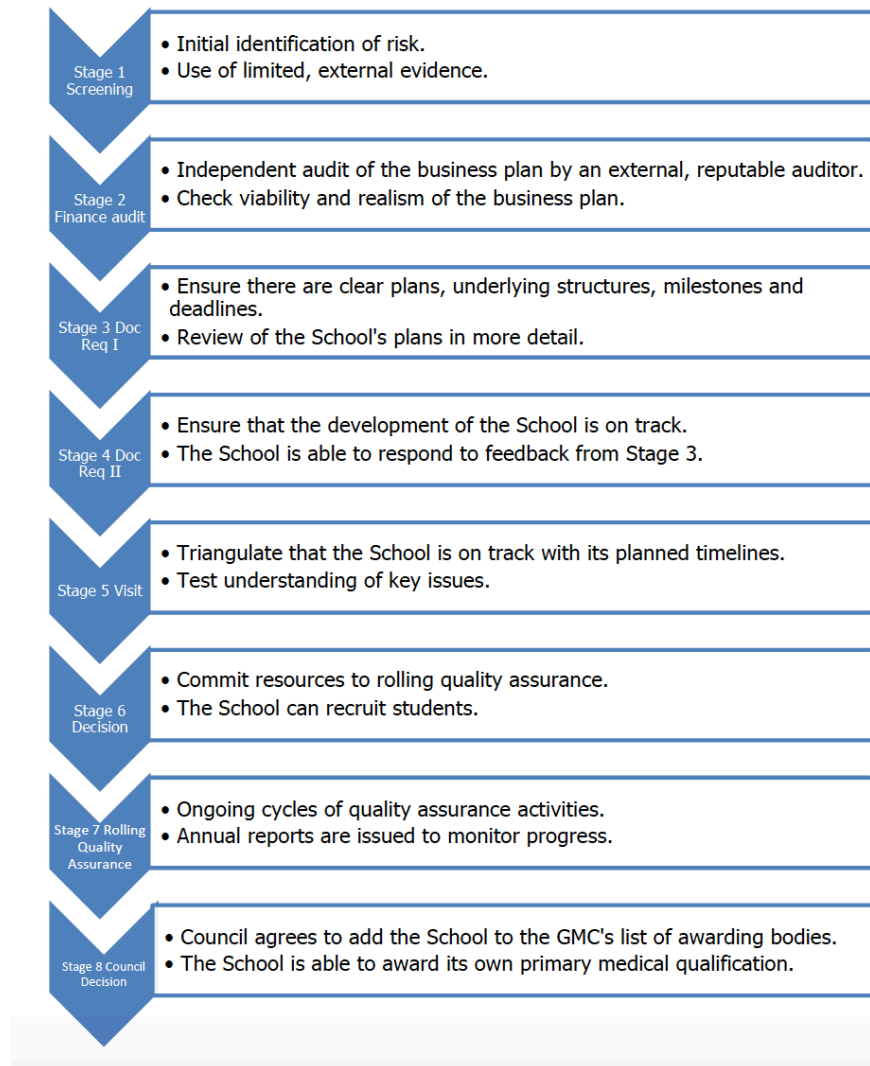 Stage 1
Screening
• Initial identification of risk.
• Use of limited, external evidence.
Stage 2
Finance audit
• Independent audit of the business plan by an external, reputable auditor.
• Check viability and realism of the business plan.
Stage 3 Doc
Req I
• Ensure there are clear plans, underlying structures, milestones and
deadlines.
• Review of the School's plans in more detail.
Stage 4 Doc
Req II
• Ensure that the development of the School is on track.
• The School is able to respond to feedback from Stage 3.
Stage 5 Visit
• Triangulate that the School is on track with its planned timelines.
• Test understanding of key issues.
Stage 6
Decision
• Commit resources to rolling quality assurance.
• The School can recruit students.
Stage 7 Rolling
Quality
Assurance
• Ongoing cycles of quality assurance activities.
• Annual reports are issued to monitor progress.
Stage 8 Council
Decision
• Council agrees to add the School to the GMC's list of awarding bodies.
• The School is able to award its own primary medical qualification.